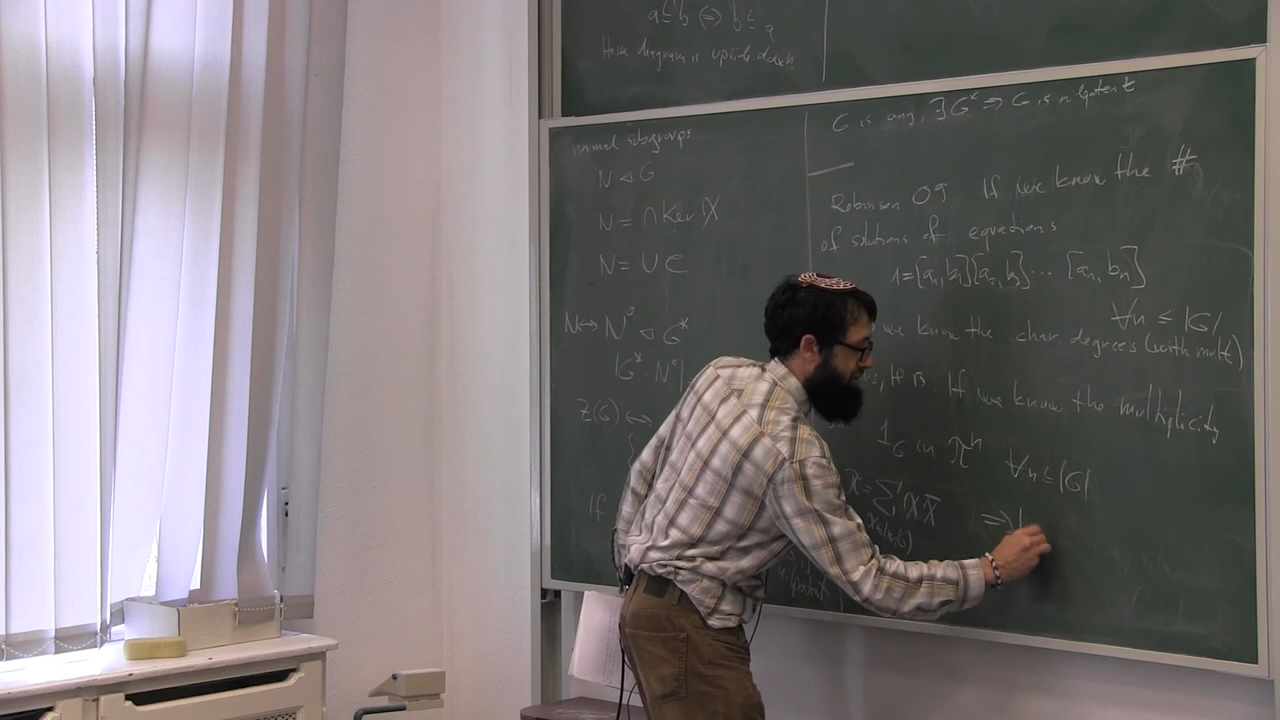 a ≤ b ⇔ b ≤ a
Hasse diagram is upside down
normal subgroups
N ◁ G
N = ∩ Ker χ
N = ∪ C
N ↔ N° ◁ G*
|G* N°|
Z(G) ↔
If
G is any, ∃G* ⇒ G is nilpotent
Robinson 09 If we know the #
of solutions of equations
1=[a₁, b₁][a₂, b₂]... [aₙ, bₙ]
∀n ≤ |G|
we know the char. degrees (with mult)
If we know the multiplicity
1_G in π^n ∀n ≤ |G|
π = Σ χ χ̄ ⇒
χ∈Irr(G)